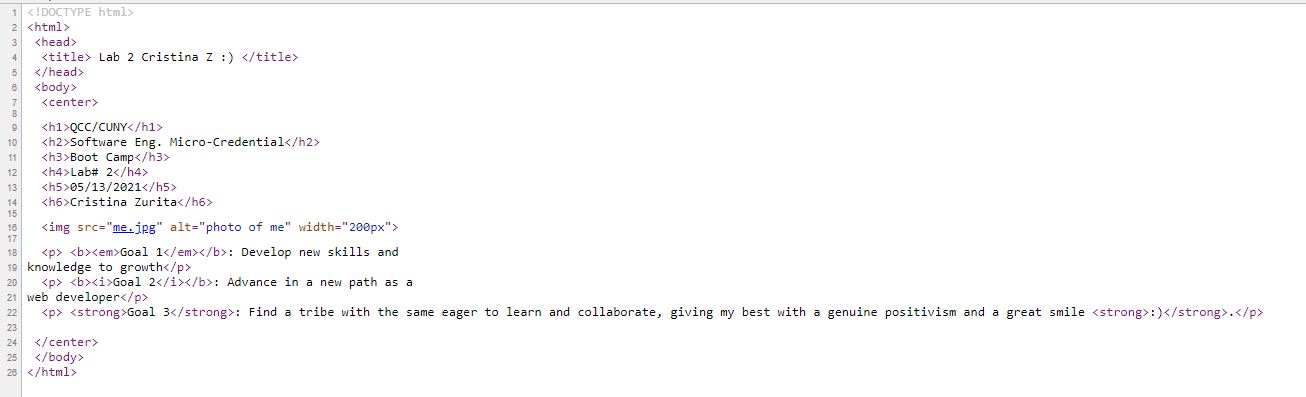 1 <!DOCTYPE html>
2 <html>
3 <head>
4 <title> Lab 2 Cristina Z :) </title>
5 </head>
6 <body>
7 <center>
8
9 <h1>QCC/CUNY</h1>
10 <h2>Software Eng. Micro-Credential</h2>
11 <h3>Boot Camp</h3>
12 <h4>Lab# 2</h4>
13 <h5>05/13/2021</h5>
14 <h6>Cristina Zurita</h6>
15
16 <img src="me.jpg" alt="photo of me" width="200px">
17
18 <p> <b><em>Goal 1</em></b>: Develop new skills and
19 knowledge to growth</p>
20 <p> <b><i>Goal 2</i></b>: Advance in a new path as a
21 web developer</p>
22 <p> <strong>Goal 3</strong>: Find a tribe with the same eager to learn and collaborate, giving my best with a genuine positivism and a great smile <strong>:)</strong>.</p>
23
24 </center>
25 </body>
26 </html>